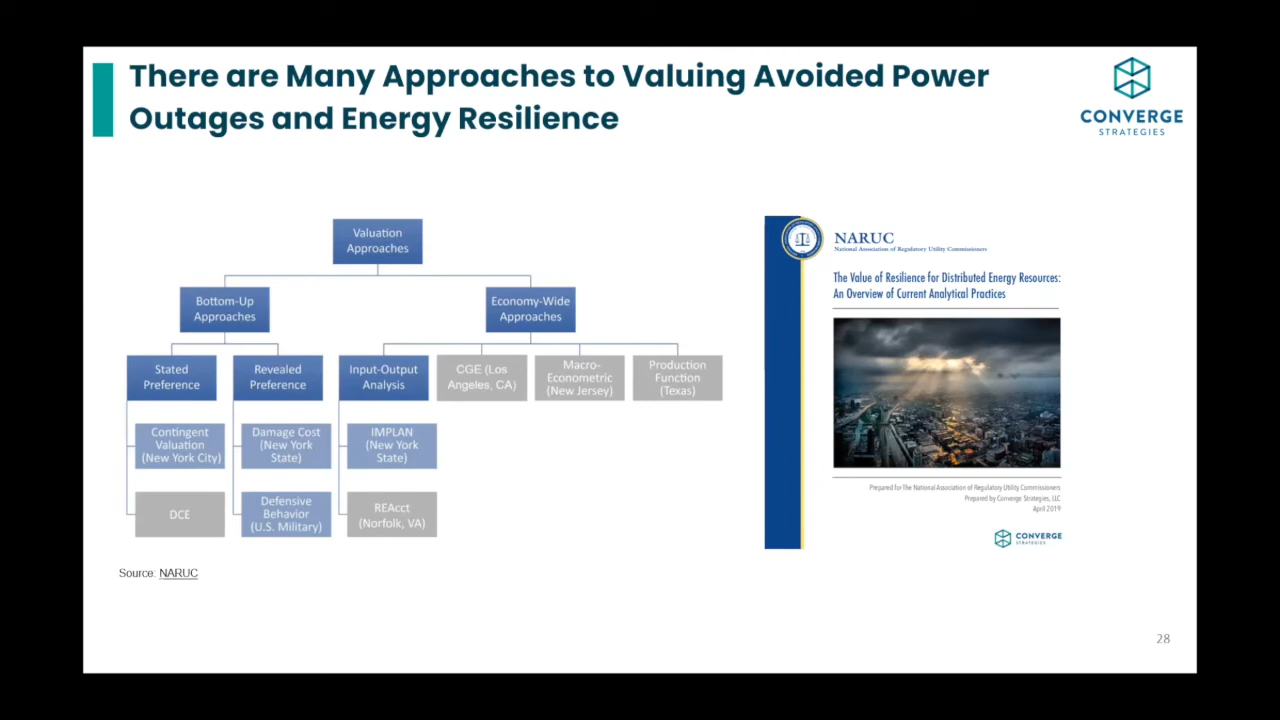 There are Many Approaches to Valuing Avoided Power
Outages and Energy Resilience
CONVERGE
STRATEGIES
Valuation
Approaches
Bottom-Up
Approaches
Economy-Wide
Approaches
Stated
Preference
Revealed
Preference
Input-Output
Analysis
CGE (Los
Angeles, CA)
Macro-
Econometric
(New Jersey)
Production
Function
(Texas)
Contingent
Valuation
(New York City)
Damage Cost
(New York
State)
IMPLAN
(New York
State)
DCE
Defensive
Behavior
(U.S. Military)
REAcct
(Norfolk, VA)
Source: NARUC
NARUC
National Association of Regulatory Utility Commissioners
The Value of Resilience for Distributed Energy Resources:
An Overview of Current Analytical Practices
Prepared for The National Association of Regulatory Utility Commissioners
Prepared by Converge Strategies, LLC
April 2019
CONVERGE
STRATEGIES
28